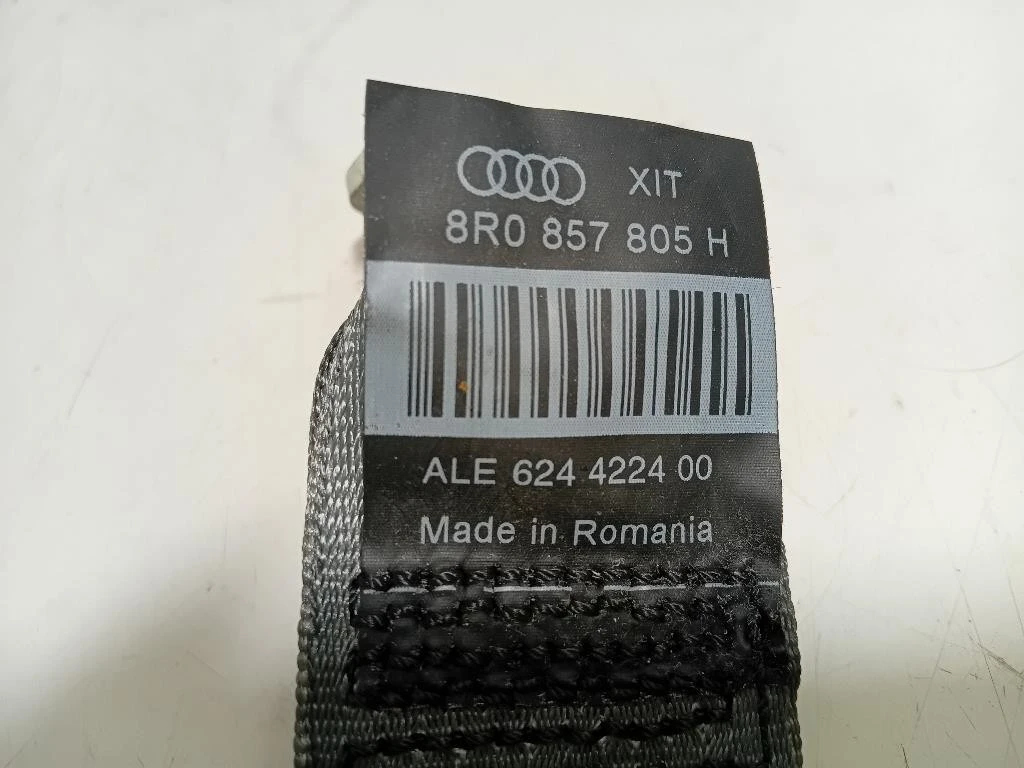 XIT
8R0 857 805 H
ALE 624 4224 00
Made in Romania